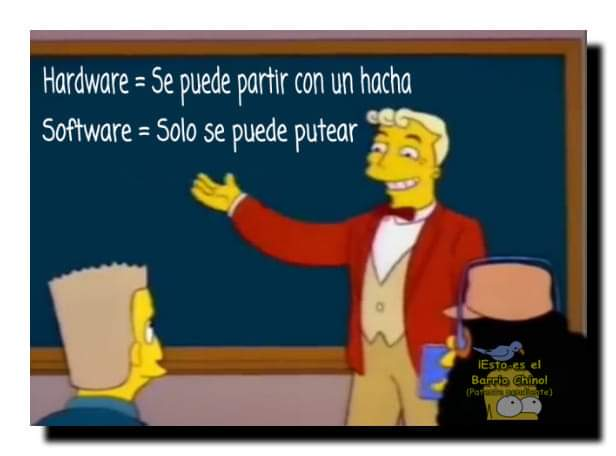 Hardware = Se puede partir con un hacha
Software = Solo se puede putear
¡Esto es el
Barrio Chino!